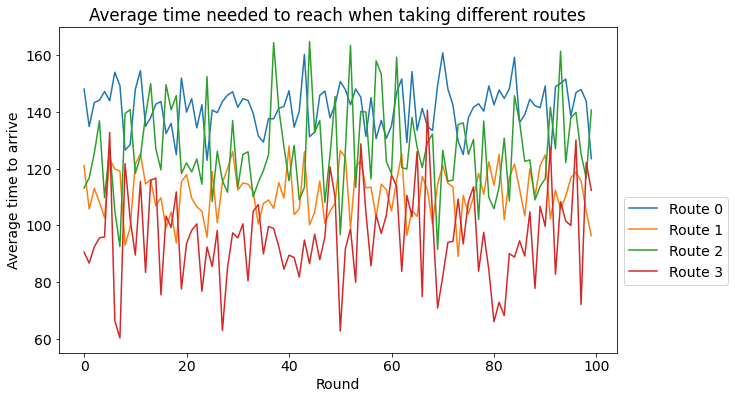 Average time needed to reach when taking different routes
Average time to arrive
160
140
120
100
80
60
0
20
40
60
80
100
Round
Route 0
Route 1
Route 2
Route 3